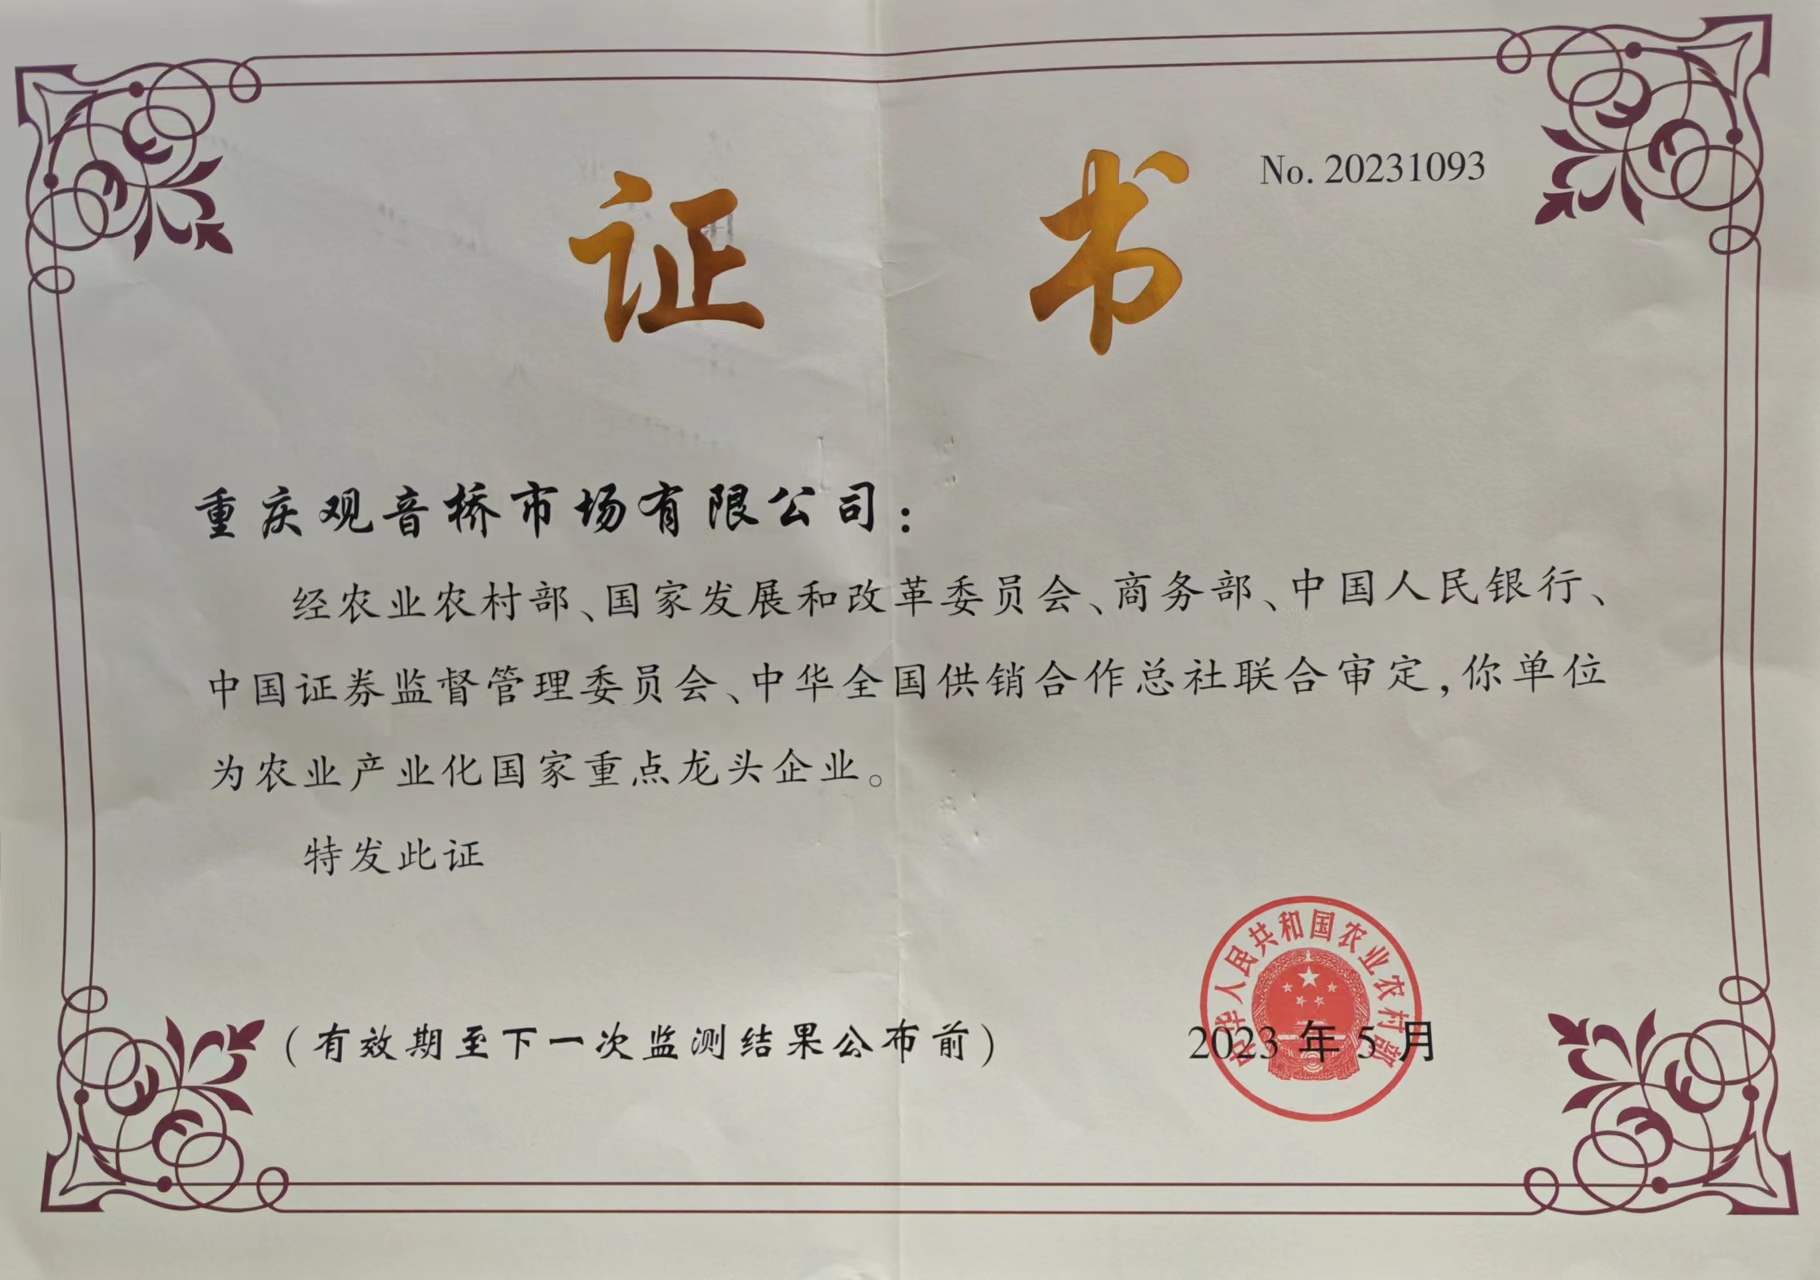 证书
No. 20231093
重庆观音桥市场有限公司：
经农业农村部、国家发展和改革委员会、商务部、中国人民银行、
中国证券监督管理委员会、中华全国供销合作总社联合审定，你单位
为农业产业化国家重点龙头企业。
特发此证
中华人民共和国农业农村部
（有效期至下一次监测结果公布前）
2023 年 5 月